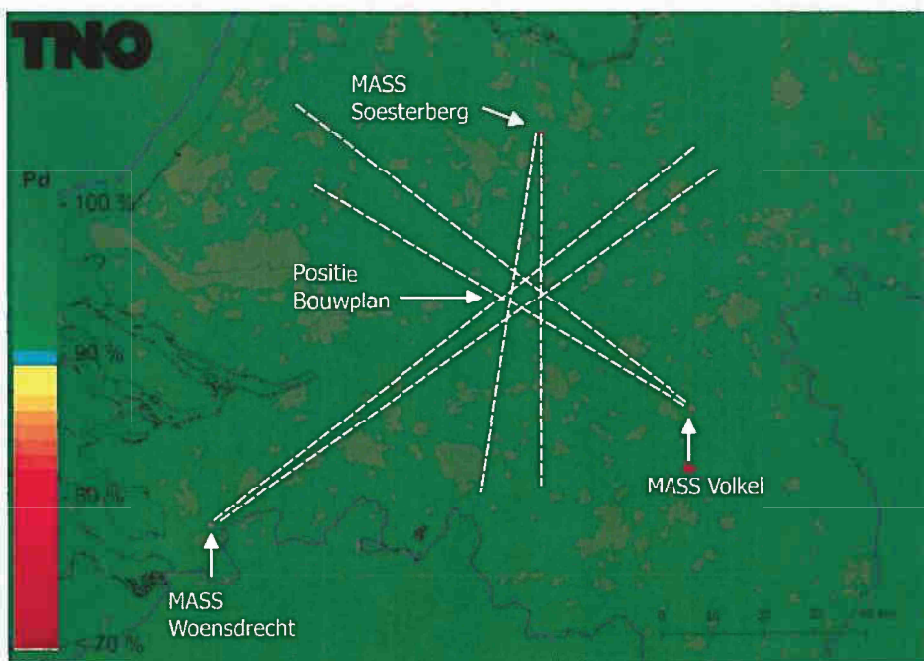 TNO
MASS
Soesterberg
Pd
100 %
Positie
Bouwplan
90 %
80 %
MASS Volkel
MASS
Woensdrecht
< 70 %